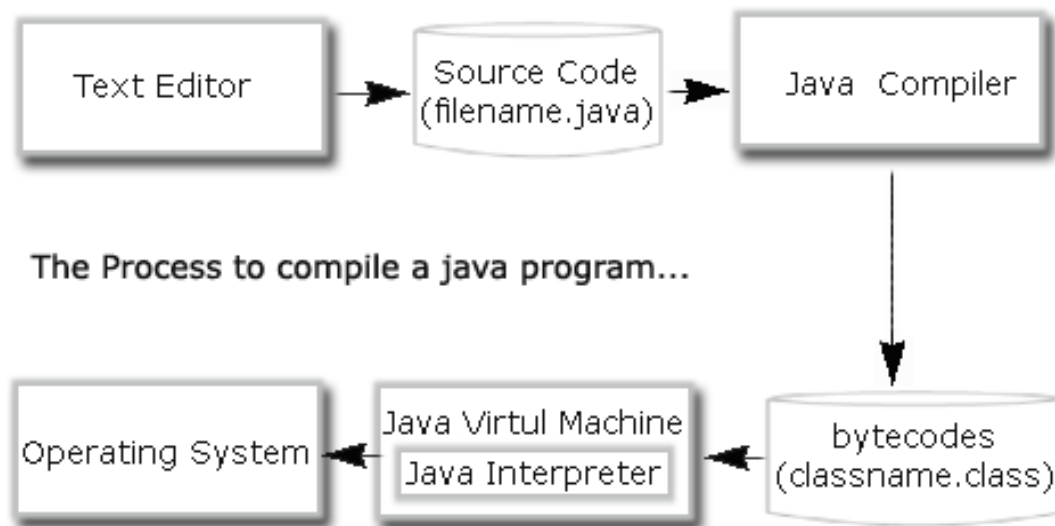 Text Editor
Source Code
(filename.java)
Java Compiler
The Process to compile a java program...
Operating System
Java Virtul Machine
Java Interpreter
bytecodes
(classname.class)